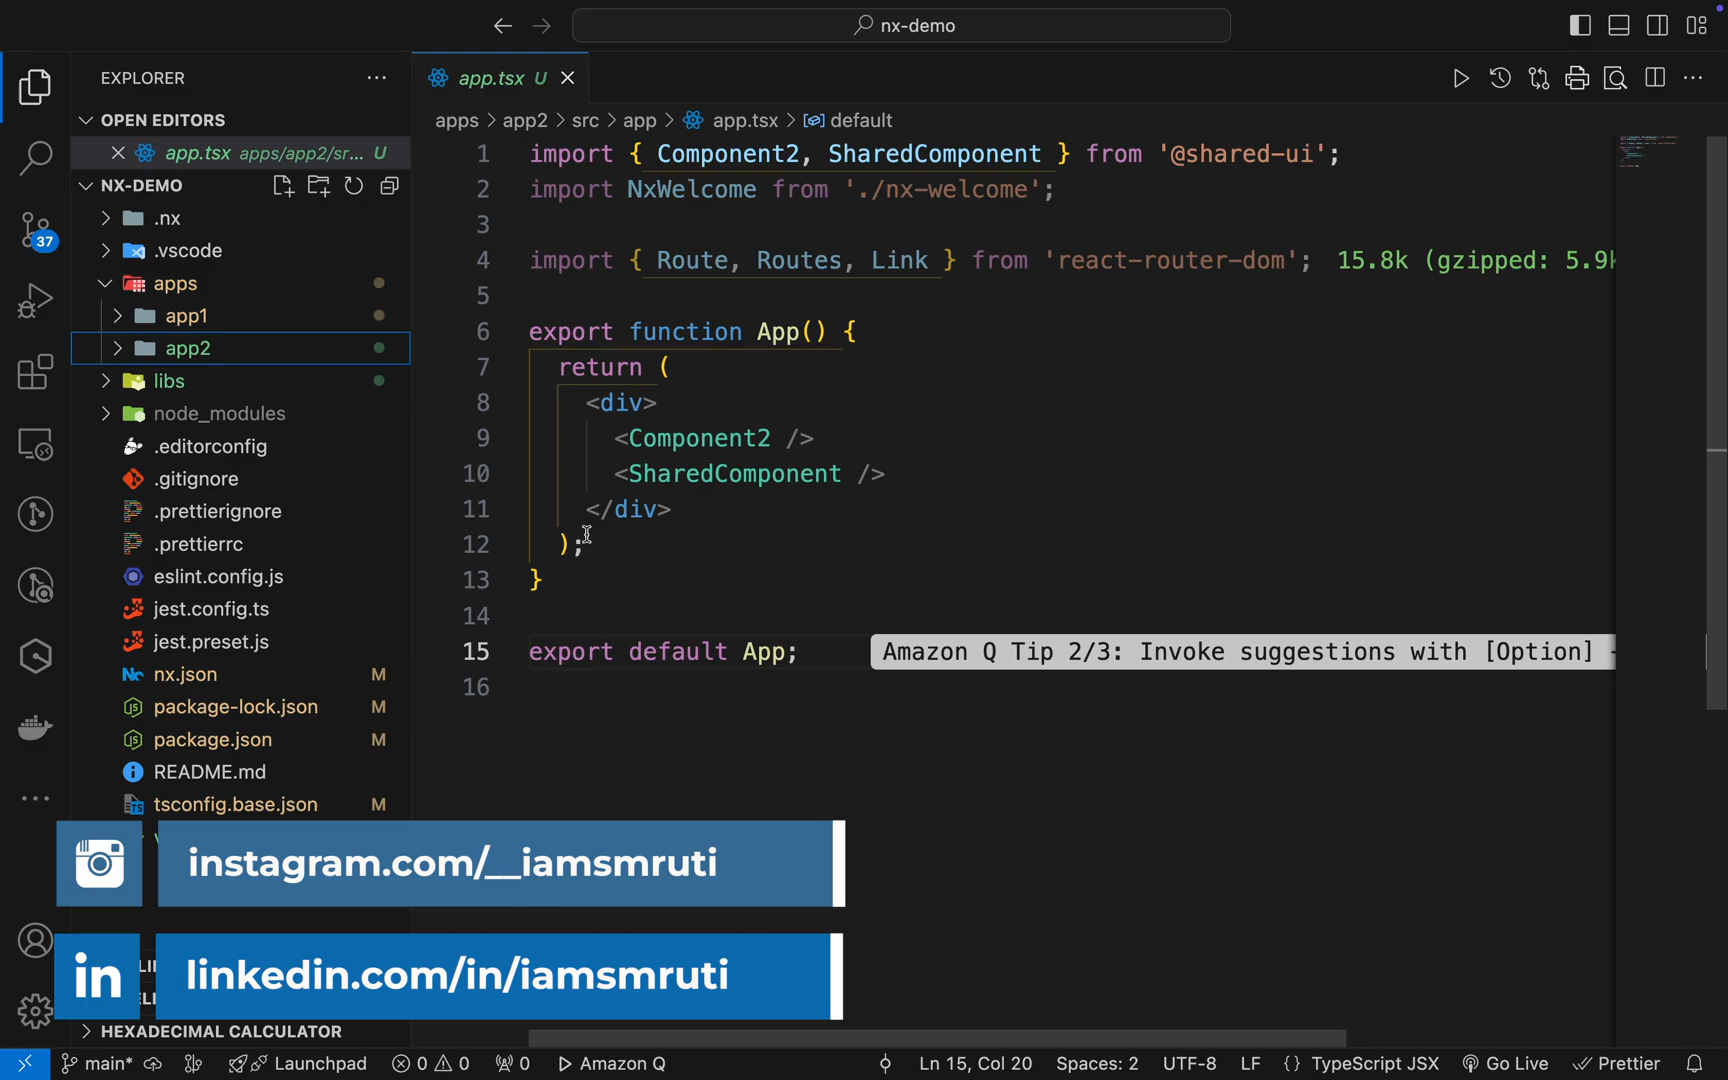 nx-demo
EXPLORER
OPEN EDITORS
app.tsx apps/app2/sr... U
NX-DEMO
.nx
.vscode
apps
app1
app2
libs
node_modules
.editorconfig
.gitignore
.prettierignore
.prettierrc
eslint.config.js
jest.config.ts
jest.preset.js
nx.json M
package-lock.json M
package.json M
README.md
tsconfig.base.json M
HEXADECIMAL CALCULATOR
37
app.tsx U
apps > app2 > src > app > app.tsx > default
1 import { Component2, SharedComponent } from '@shared-ui';
2 import NxWelcome from './nx-welcome';
3
4 import { Route, Routes, Link } from 'react-router-dom'; 15.8k (gzipped: 5.9k
5
6 export function App() {
7 return (
8 <div>
9 <Component2 />
10 <SharedComponent />
11 </div>
12 );
13 }
14
15 export default App; Amazon Q Tip 2/3: Invoke suggestions with [Option]
16
instagram.com/__iamsmruti
in linkedin.com/in/iamsmruti
main* Launchpad 0 0 0 Amazon Q Ln 15, Col 20 Spaces: 2 UTF-8 LF {} TypeScript JSX Go Live Prettier